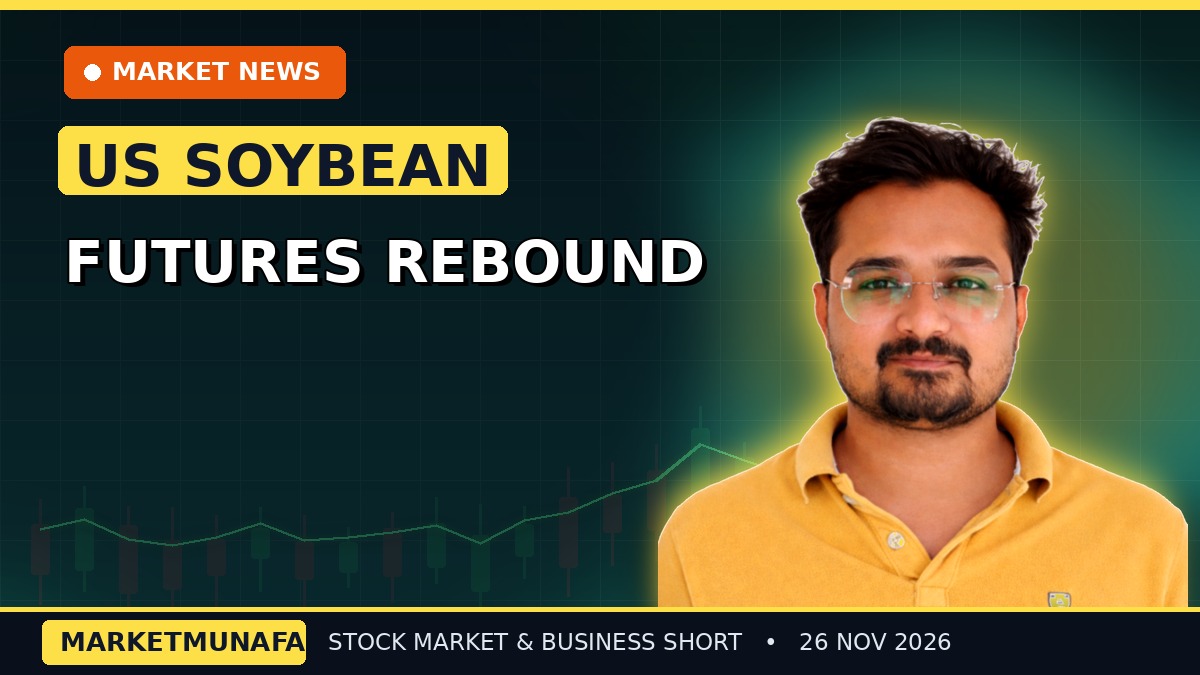 MARKET NEWS
US SOYBEAN
FUTURES REBOUND
MARKETMUNAFA STOCK MARKET & BUSINESS SHORT • 26 NOV 2026